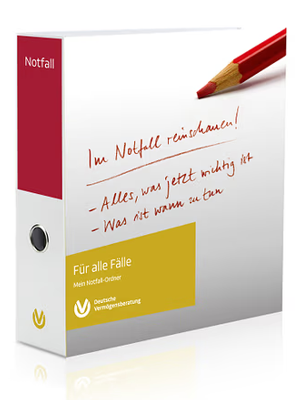 Notfall
Im Notfall reinschauen!
- Alles, was jetzt wichtig ist
- Was ist wann zu tun
Für alle Fälle
Mein Notfall-Ordner
Deutsche
Vermögensberatung